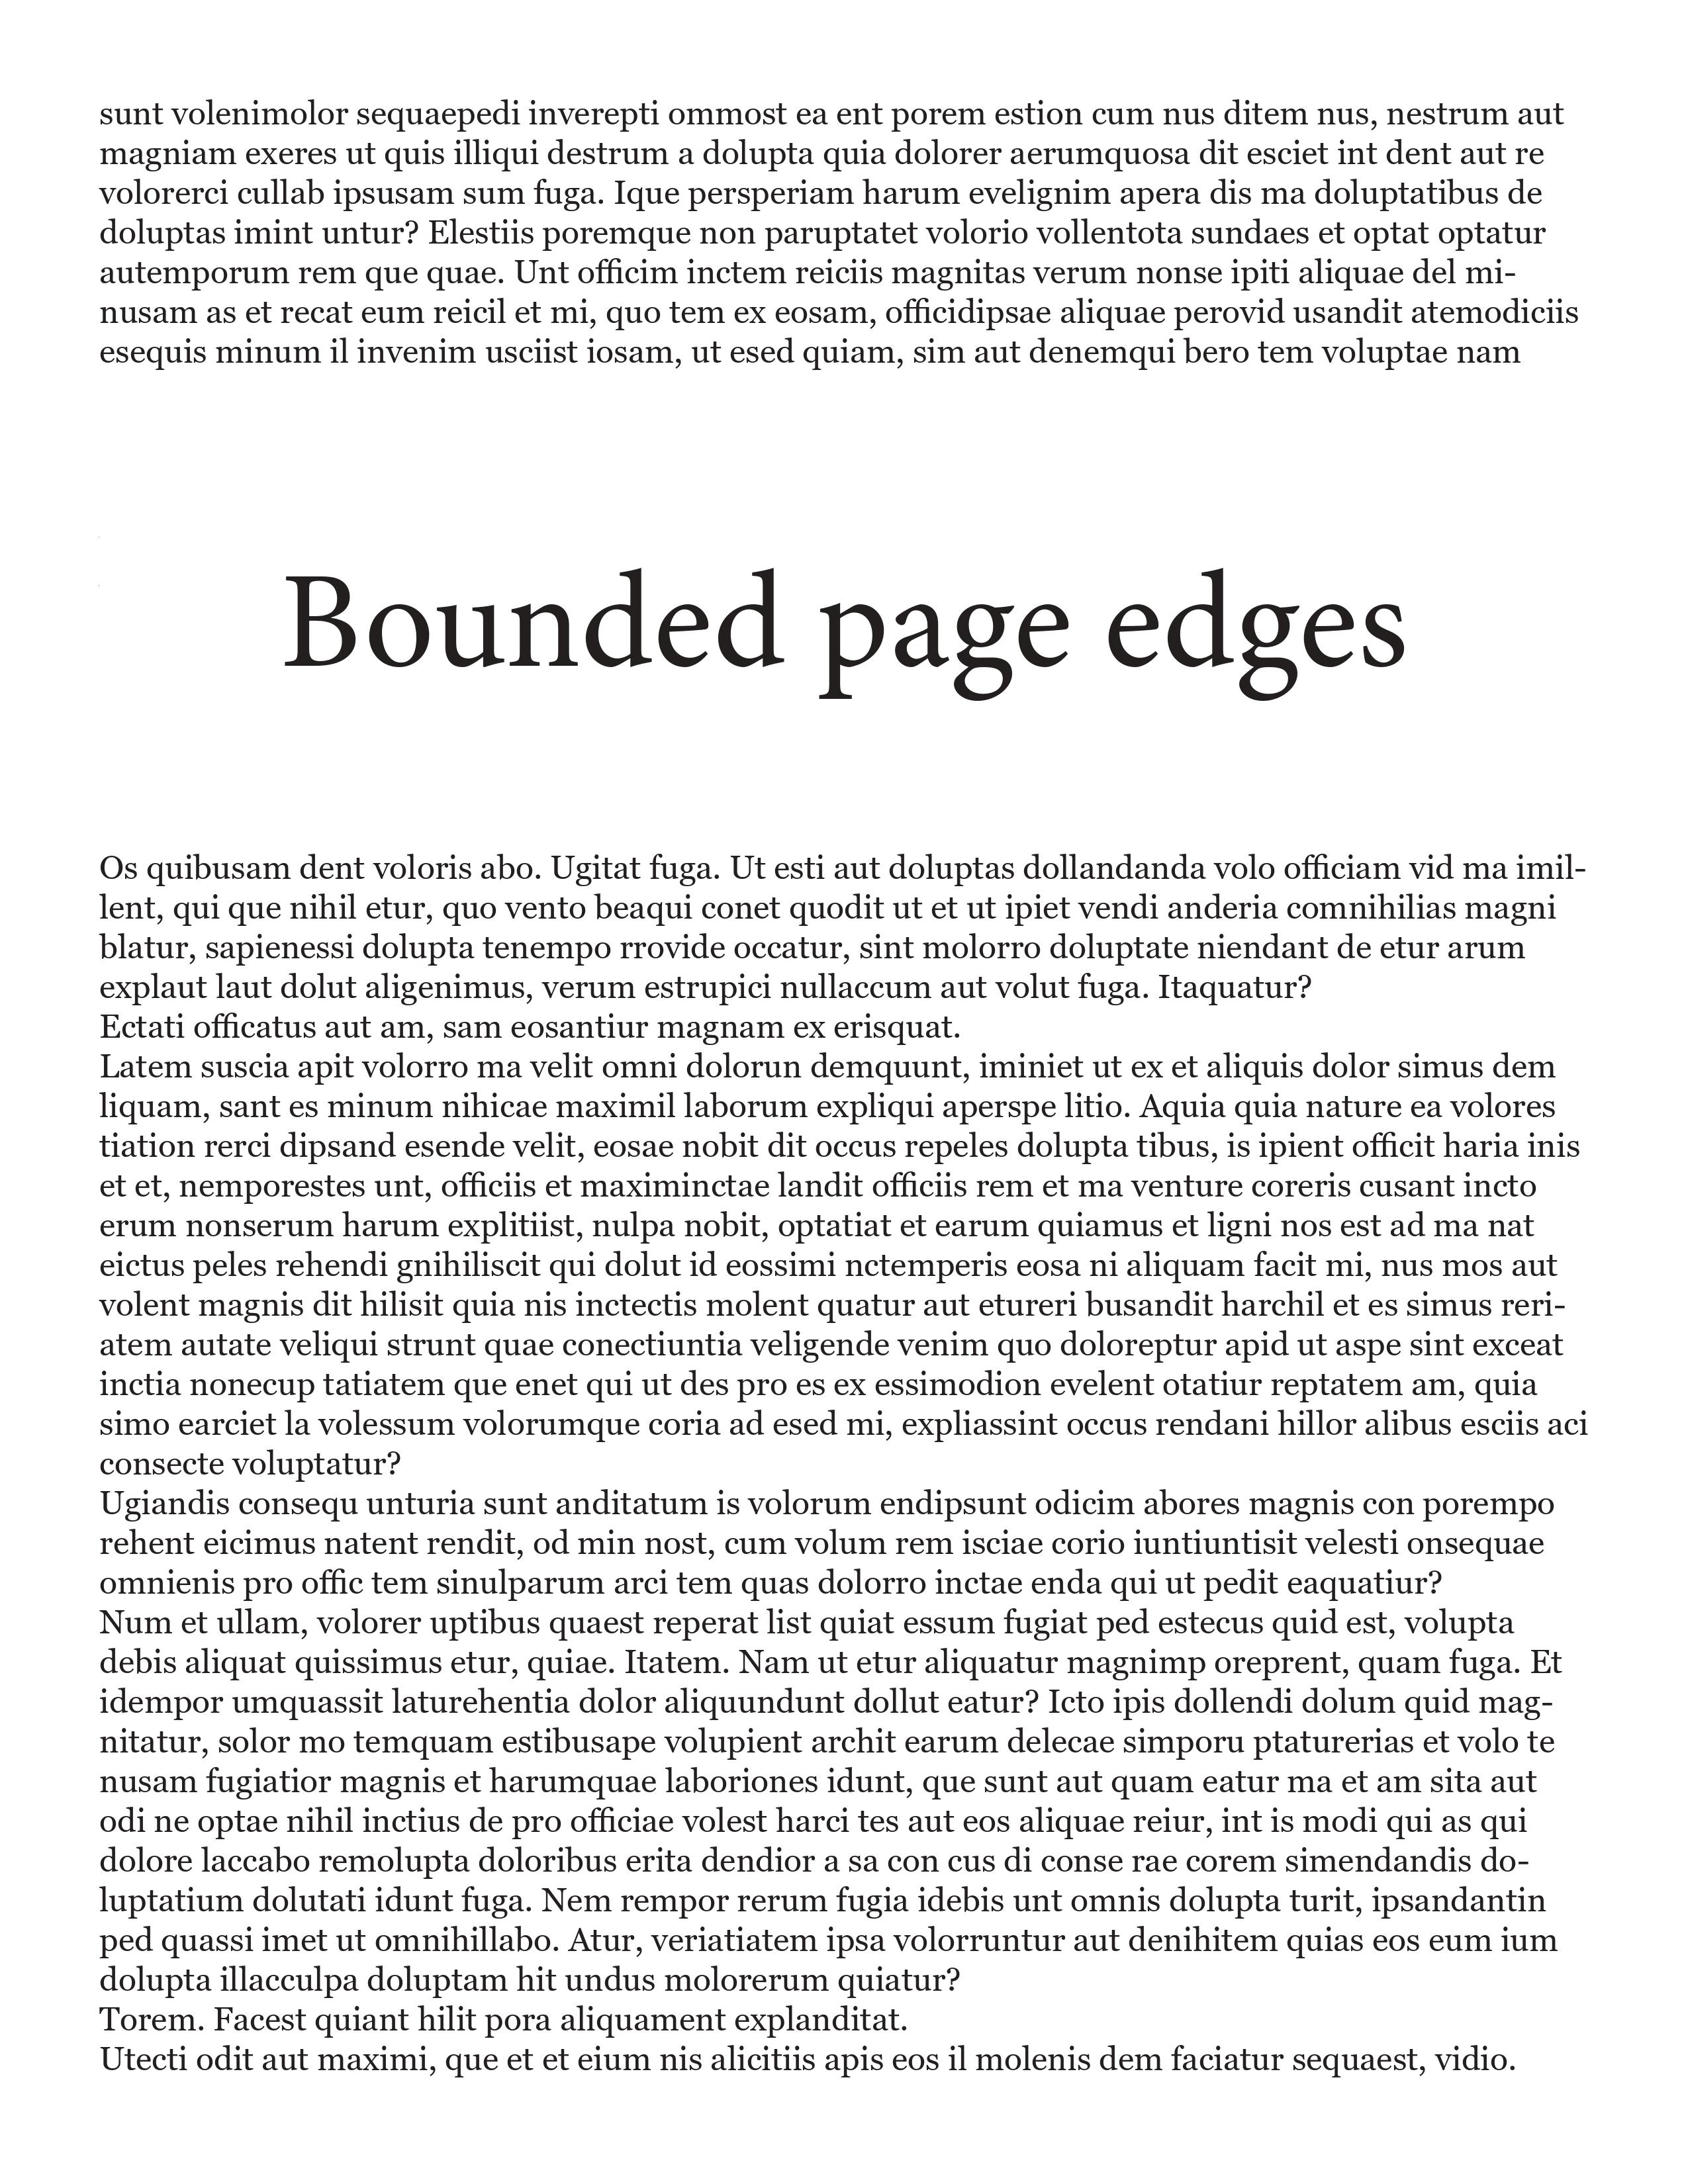 sunt volenimolor sequaepedi inverepti ommost ea ent porem estion cum nus ditem nus, nestrum aut
magniam exeres ut quis illiqui destrum a dolupta quia dolorer aerumquosa dit esciet int dent aut re
volorerci cullab ipsusam sum fuga. Ique persperiam harum evelignim apera dis ma doluptatibus de
doluptas imint untur? Elestiis poremque non paruptatet volorio vollentota sundaes et optat optatur
autemporum rem que quae. Unt officim inctem reiciis magnitas verum nonse ipiti aliquae del mi-
nusam as et recat eum reicil et mi, quo tem ex eosam, officidipsae aliquae perovid usandit atemodiciis
esequis minum il invenim usciist iosam, ut esed quiam, sim aut denemqui bero tem voluptae nam
Bounded page edges
Os quibusam dent voloris abo. Ugitat fuga. Ut esti aut doluptas dollandanda volo officiam vid ma imil-
lent, qui que nihil etur, quo vento beaqui conet quodit ut et ut ipiet vendi anderia comnihilias magni
blatur, sapienessi dolupta tenempo rrovide occatur, sint molorro doluptate niendant de etur arum
explaut laut dolut aligenimus, verum estrupici nullaccum aut volut fuga. Itaquatur?
Ectati officatus aut am, sam eosantiur magnam ex erisquat.
Latem suscia apit volorro ma velit omni dolorun demquunt, iminiet ut ex et aliquis dolor simus dem
liquam, sant es minum nihicae maximil laborum expliqui aperspe litio. Aquia quia nature ea volores
tiation rerci dipsand esende velit, eosae nobit dit occus repeles dolupta tibus, is ipient officit haria inis
et et, nemporestes unt, officiis et maximinctae landit officiis rem et ma venture coreris cusant incto
erum nonserum harum explitiist, nulpa nobit, optatiat et earum quiamus et ligni nos est ad ma nat
eictus peles rehendi gnihiliscit qui dolut id eossimi nctemperis eosa ni aliquam facit mi, nus mos aut
volent magnis dit hilisit quia nis inctectis molent quatur aut etureri busandit harchil et es simus reri-
atem autate veliqui strunt quae conectiuntia veligende venim quo doloreptur apid ut aspe sint exceat
inctia nonecup tatiatem que enet qui ut des pro es ex essimodion evelent otatiur reptatem am, quia
simo earciet la volessum volorumque coria ad esed mi, expliassint occus rendani hillor alibus esciis aci
consecte voluptatur?
Ugiandis consequ unturia sunt anditatum is volorum endipsunt odicim abores magnis con porempo
rehent eicimus natent rendit, od min nost, cum volum rem isciae corio iuntiuntisit velesti onsequae
omnienis pro offic tem sinulparum arci tem quas dolorro inctae enda qui ut pedit eaquatiur?
Num et ullam, volorer uptibus quaest reperat list quiat essum fugiat ped estecus quid est, volupta
debis aliquat quissimus etur, quiae. Itatem. Nam ut etur aliquatur magnimp oreprent, quam fuga. Et
idempor umquassit laturehentia dolor aliquundunt dollut eatur? Icto ipis dollendi dolum quid mag-
nitatur, solor mo temquam estibusape volupient archit earum delecae simporu ptaturerias et volo te
nusam fugiatior magnis et harumquae laboriones idunt, que sunt aut quam eatur ma et am sita aut
odi ne optae nihil inctius de pro officiae volest harci tes aut eos aliquae reiur, int is modi qui as qui
dolore laccabo remolupta doloribus erita dendior a sa con cus di conse rae corem simendandis do-
luptatium dolutati idunt fuga. Nem rempor rerum fugia idebis unt omnis dolupta turit, ipsandantin
ped quassi imet ut omnihillabo. Atur, veriatiatem ipsa volorruntur aut denihitem quias eos eum ium
dolupta illacculpa doluptam hit undus molorerum quiatur?
Torem. Facest quiant hilit pora aliquament explanditat.
Utecti odit aut maximi, que et et eium nis alicitiis apis eos il molenis dem faciatur sequaest, vidio.